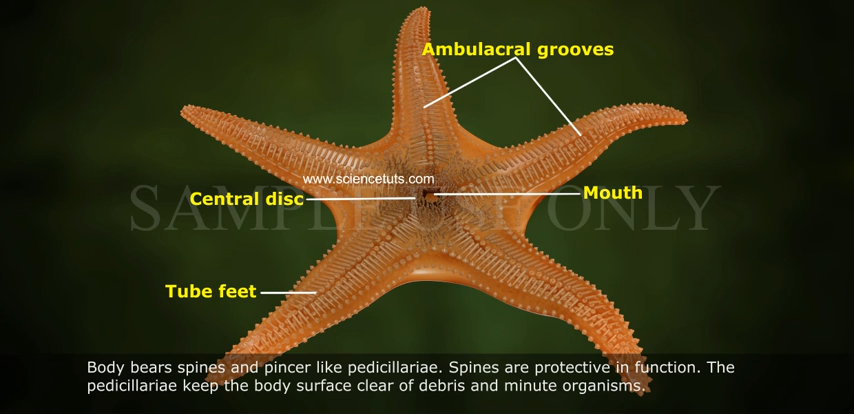 Ambulacral grooves
www.sciencetuts.com
Central disc
Mouth
SAMPLE USE ONLY
Tube feet
Body bears spines and pincer like pedicillariae. Spines are protective in function. The
pedicillariae keep the body surface clear of debris and minute organisms.